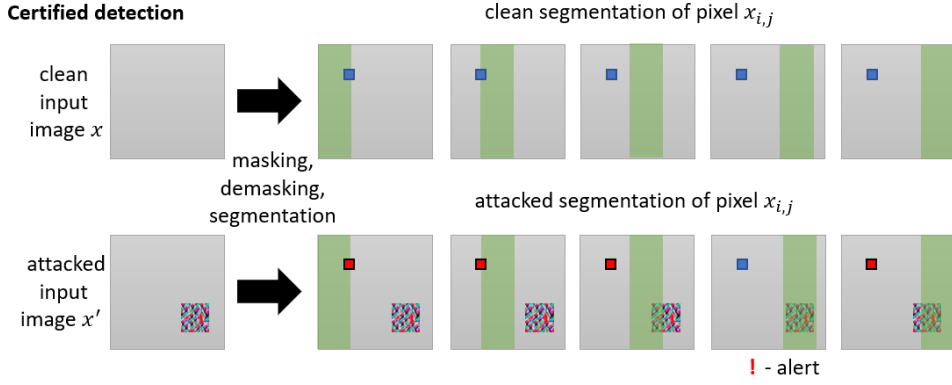 Certified detection
clean segmentation of pixel x_{i,j}
clean
input
image x
masking,
demasking,
segmentation
attacked segmentation of pixel x_{i,j}
attacked
input
image x′
! - alert